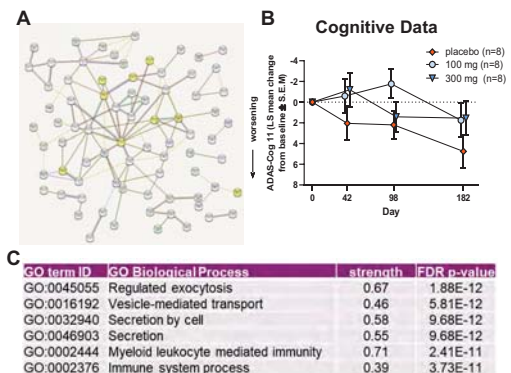 A
B
Cognitive Data
placebo (n=8)
100 mg (n=8)
300 mg (n=8)
ADAS-Cog 11 (LS mean change
from baseline ± S.E.M)
worsening
-4
-2
0
2
4
6
8
0 42 98 182
Day
C
GO term ID GO Biological Process strength FDR p-value
GO:0045055 Regulated exocytosis 0.67 1.88E-12
GO:0016192 Vesicle-mediated transport 0.46 5.81E-12
GO:0032940 Secretion by cell 0.58 9.68E-12
GO:0046903 Secretion 0.55 9.68E-12
GO:0002444 Myeloid leukocyte mediated immunity 0.71 2.41E-11
GO:0002376 Immune system process 0.39 3.73E-11